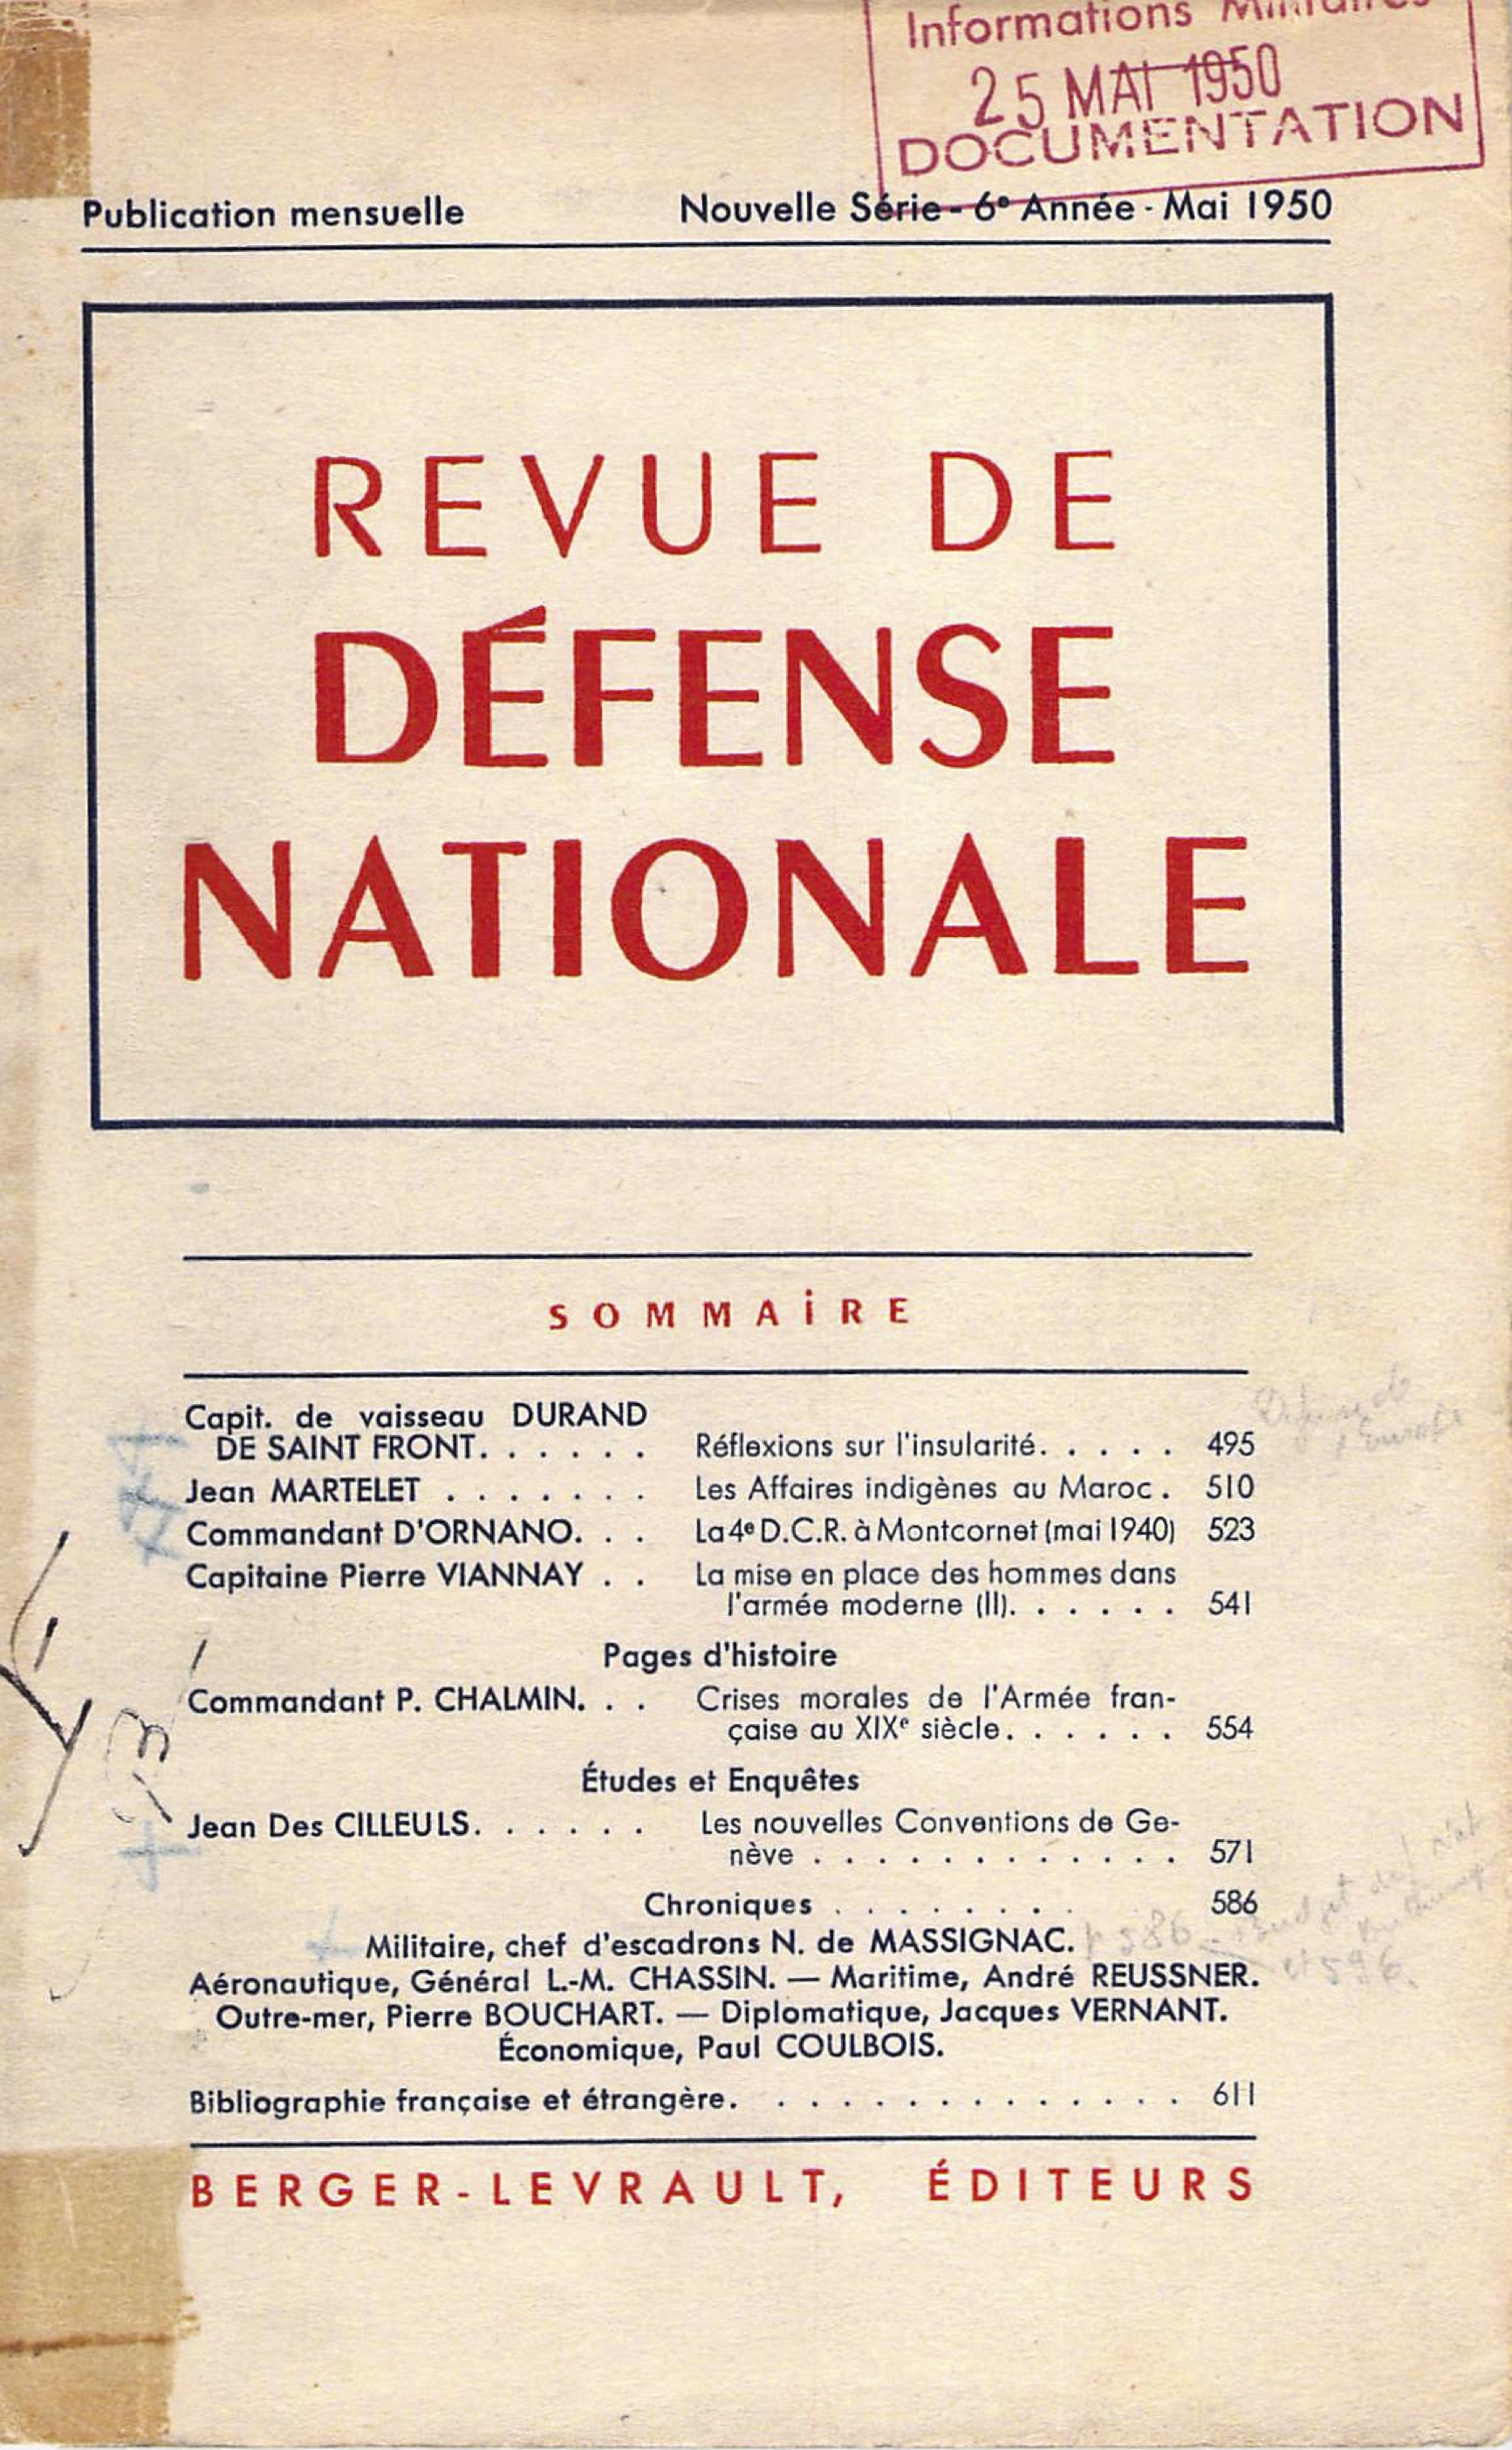 Informations Militaires
25 MAI 1950
DOCUMENTATION
Publication mensuelle Nouvelle Série - 6e Année - Mai 1950
REVUE DE
DÉFENSE
NATIONALE
SOMMAiRE
Capit. de vaisseau DURAND
DE SAINT FRONT. . . . . . Réflexions sur l'insularité. . . . . 495
Jean MARTELET . . . . . . . Les Affaires indigènes au Maroc . 510
Commandant D'ORNANO. . . La 4e D.C.R. à Montcornet (mai 1940) 523
Capitaine Pierre VIANNAY . . La mise en place des hommes dans
l'armée moderne (II). . . . . . 541
Pages d'histoire
Commandant P. CHALMIN. . . Crises morales de l'Armée fran-
çaise au XIXe siècle. . . . . . 554
Études et Enquêtes
Jean Des CILLEULS. . . . . . Les nouvelles Conventions de Ge-
nève . . . . . . . . . . . . 571
Chroniques . . . . . . . . 586
Militaire, chef d'escadrons N. de MASSIGNAC. p 586
Aéronautique, Général L.-M. CHASSIN. — Maritime, André REUSSNER. et 596.
Outre-mer, Pierre BOUCHART. — Diplomatique, Jacques VERNANT.
Économique, Paul COULBOIS.
Bibliographie française et étrangère. . . . . . . . . . . . . . 611
BERGER-LEVRAULT, ÉDITEURS